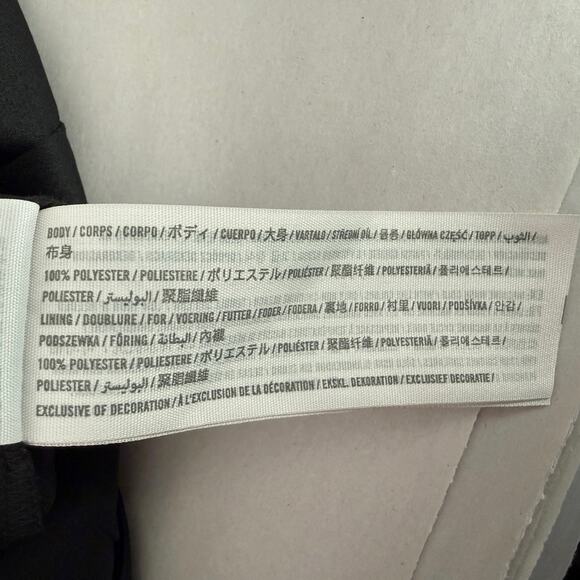 BODY / CORPS / CORPO / ボディ / CUERPO / 大身 / VARTALO / STŘEDNÍ DÍL / 몸통 / GŁÓWNA CZĘŚĆ / TOPP / الثوب /
布身
100% POLYESTER / POLIESTERE / ポリエステル / POLIÉSTER / 聚酯纤维 / POLYESTERIÄ / 폴리에스테르 /
POLIESTER / البوليستر / 聚脂纖維
LINING / DOUBLURE / FOR / VOERING / FUTTER / FODER / FODERA / 裏地 / FORRO / 衬里 / VUORI / PODŠÍVKA / 안감 /
PODSZEWKA / FÔRING / البطانة / 內襯
100% POLYESTER / POLIESTERE / ポリエステル / POLIÉSTER / 聚酯纤维 / POLYESTERIÄ / 폴리에스테르 /
POLIESTER / البوليستر / 聚脂纖維
EXCLUSIVE OF DECORATION / À L'EXCLUSION DE LA DÉCORATION / EKSKL. DEKORATION / EXCLUSIEF DECORATIE /